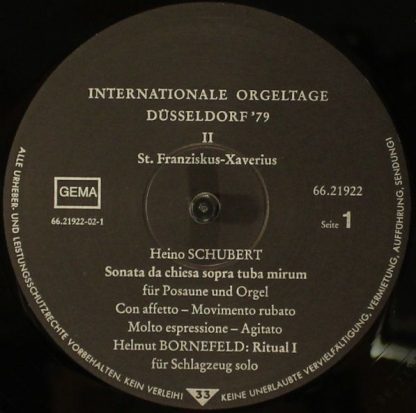 INTERNATIONALE ORGELTAGE
DÜSSELDORF '79
II
St. Franziskus-Xaverius
GEMA
66.21922-02-1
66.21922
Seite 1
Heino SCHUBERT
Sonata da chiesa sopra tuba mirum
für Posaune und Orgel
Con affetto – Movimento rubato
Molto espressione – Agitato
Helmut BORNEFELD: Ritual I
für Schlagzeug solo
33
ALLE URHEBER- UND LEISTUNGSSCHUTZRECHTE VORBEHALTEN. KEIN VERLEIH! KEINE UNERLAUBTE VERVIELFÄLTIGUNG, VERMIETUNG, AUFFÜHRUNG, SENDUNG!